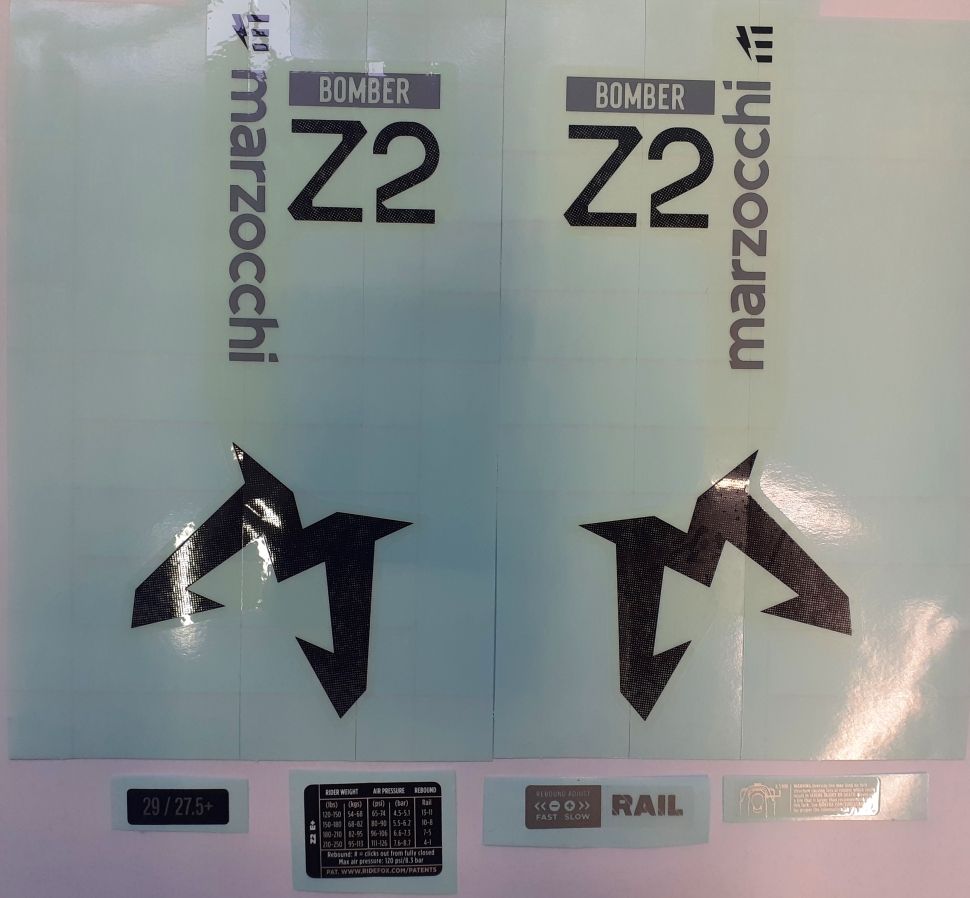 marzocchi
BOMBER
Z2
BOMBER
Z2
marzocchi
29 / 27.5+
Z2 E+
RIDER WEIGHT AIR PRESSURE REBOUND
(lbs) (kgs) (psi) (bar) Rail
120-150 54-68 65-74 4.5-5.1 13-11
150-180 68-82 80-90 5.5-6.2 10-8
180-210 82-95 96-106 6.6-7.3 7-5
210-250 95-113 111-126 7.6-8.7 4-1
Rebound: # = clicks out from fully closed
Max air pressure: 120 psi/8.3 bar
PAT. WWW.RIDEFOX.COM/PATENTS
REBOUND ADJUST
FAST SLOW
RAIL